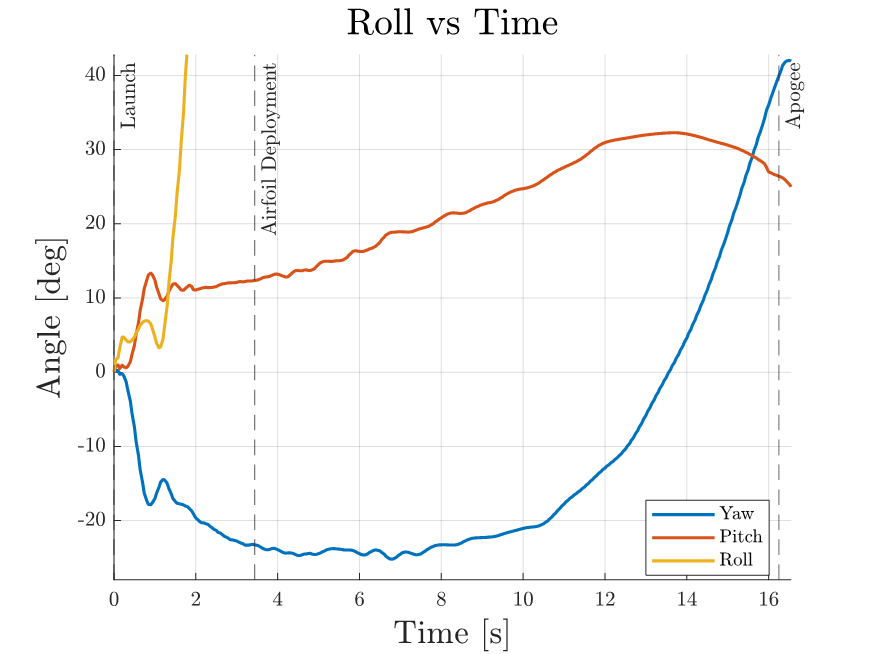 Roll vs Time
Angle [deg]
40
30
20
10
0
-10
-20
Launch
Airfoil Deployment
Apogee
Yaw
Pitch
Roll
0 2 4 6 8 10 12 14 16
Time [s]